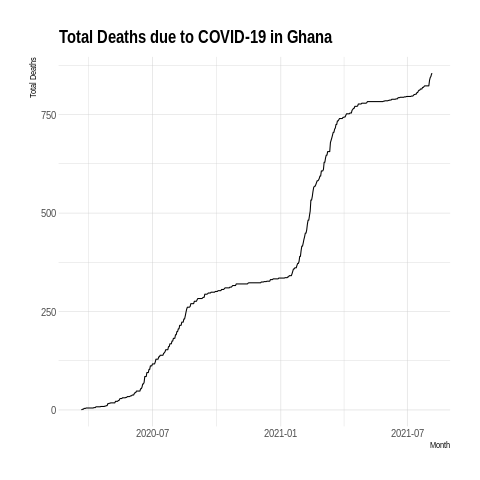 Total Deaths due to COVID-19 in Ghana
Total Deaths
750
500
250
0
2020-07
2021-01
2021-07
Month